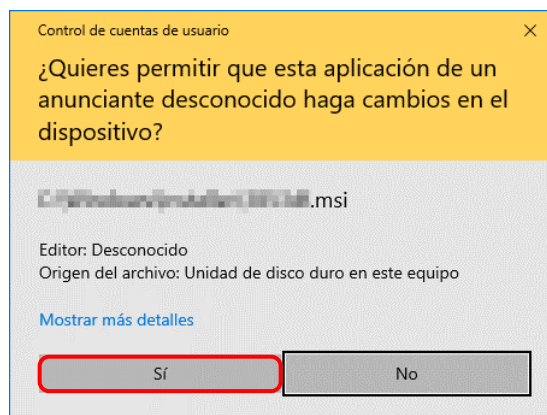 Control de cuentas de usuario
¿Quieres permitir que esta aplicación de un
anunciante desconocido haga cambios en el
dispositivo?
.msi
Editor: Desconocido
Origen del archivo: Unidad de disco duro en este equipo
Mostrar más detalles
Sí
No